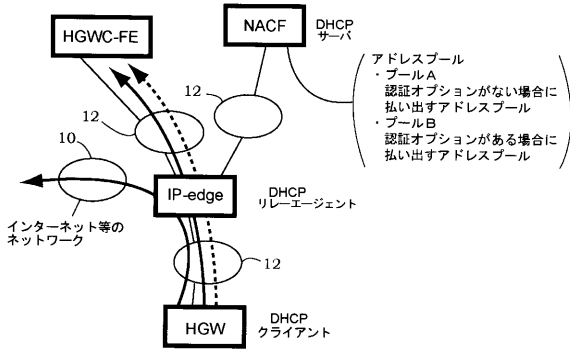 HGWC-FE
NACF
DHCP
サーバ
アドレスプール
・プールA
認証オプションがない場合に
払い出すアドレスプール
・プールB
認証オプションがある場合に
払い出すアドレスプール
12
12
10
IP-edge
DHCP
リレーエージェント
インターネット等の
ネットワーク
12
HGW
DHCP
クライアント